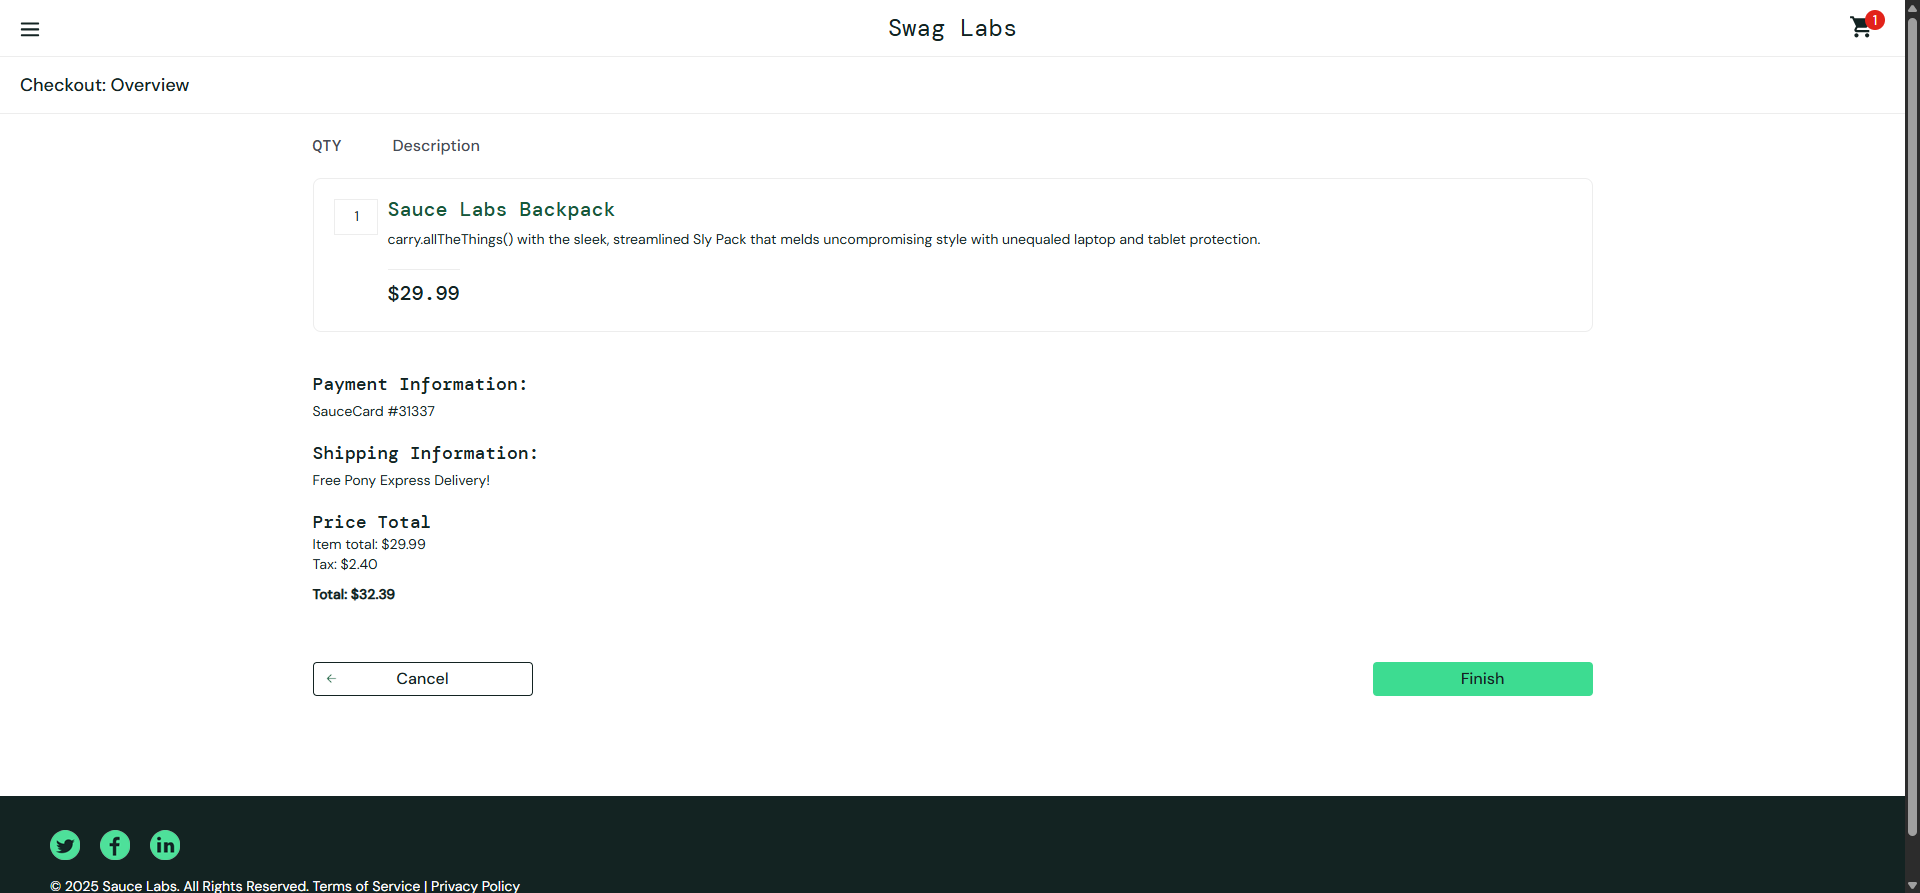 Swag Labs
1
Checkout: Overview
QTY Description
1
Sauce Labs Backpack
carry.allTheThings() with the sleek, streamlined Sly Pack that melds uncompromising style with unequaled laptop and tablet protection.
$29.99
Payment Information:
SauceCard #31337
Shipping Information:
Free Pony Express Delivery!
Price Total
Item total: $29.99
Tax: $2.40
Total: $32.39
Cancel
Finish
© 2025 Sauce Labs. All Rights Reserved. Terms of Service | Privacy Policy